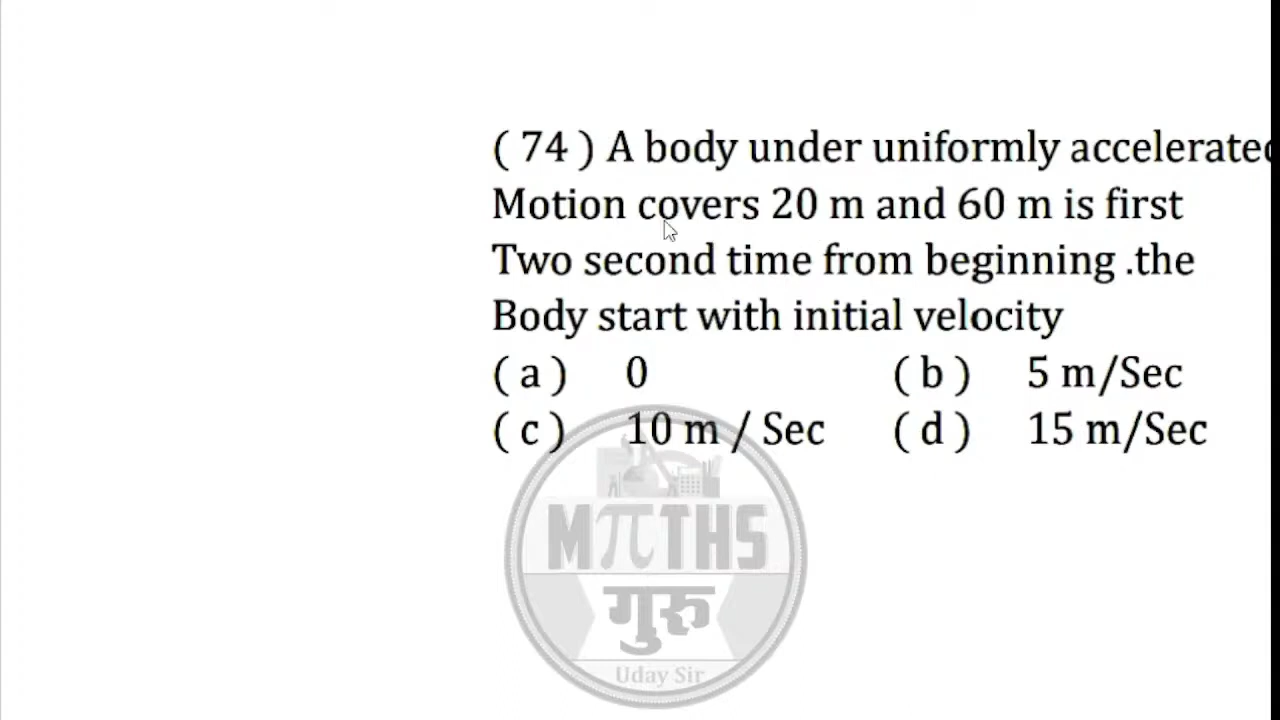 ( 74 ) A body under uniformly accelerated
Motion covers 20 m and 60 m is first
Two second time from beginning .the
Body start with initial velocity
( a ) 0 ( b ) 5 m/Sec
( c ) 10 m / Sec ( d ) 15 m/Sec
MπTHS
गुरु
Uday Sir